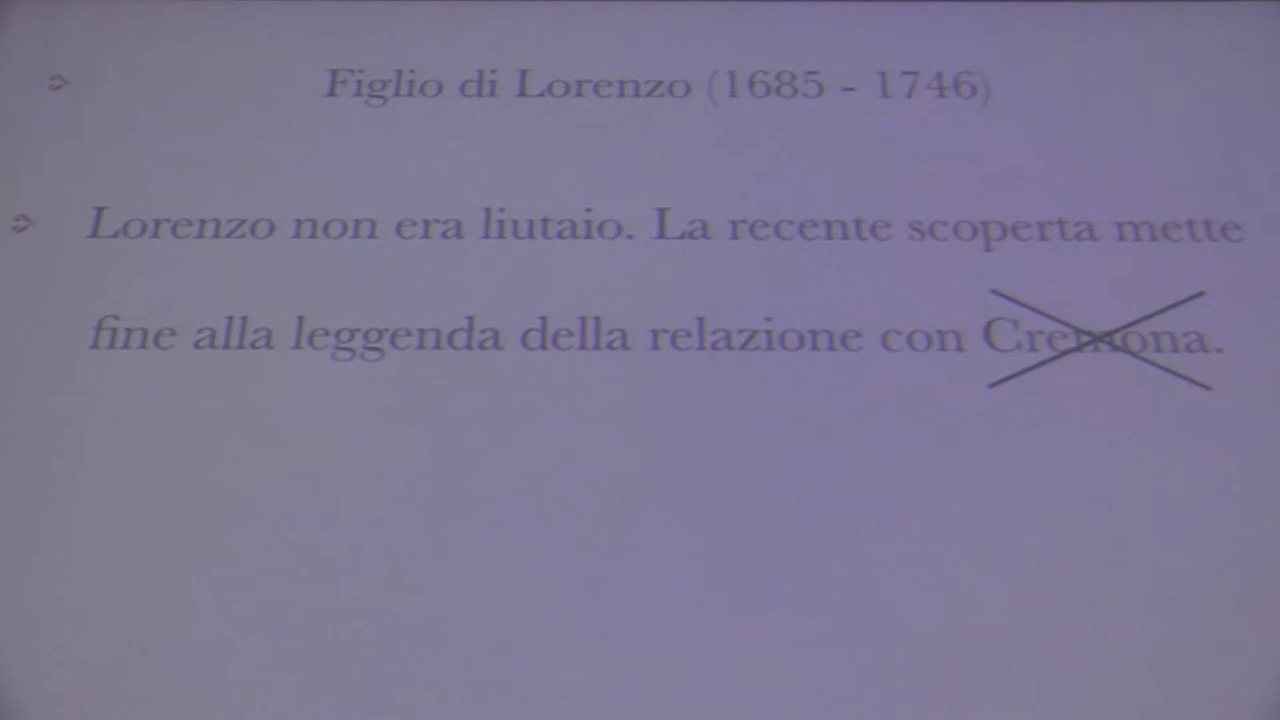 Figlio di Lorenzo (1685 - 1746)
Lorenzo non era liutaio. La recente scoperta mette
fine alla leggenda della relazione con Cremona.